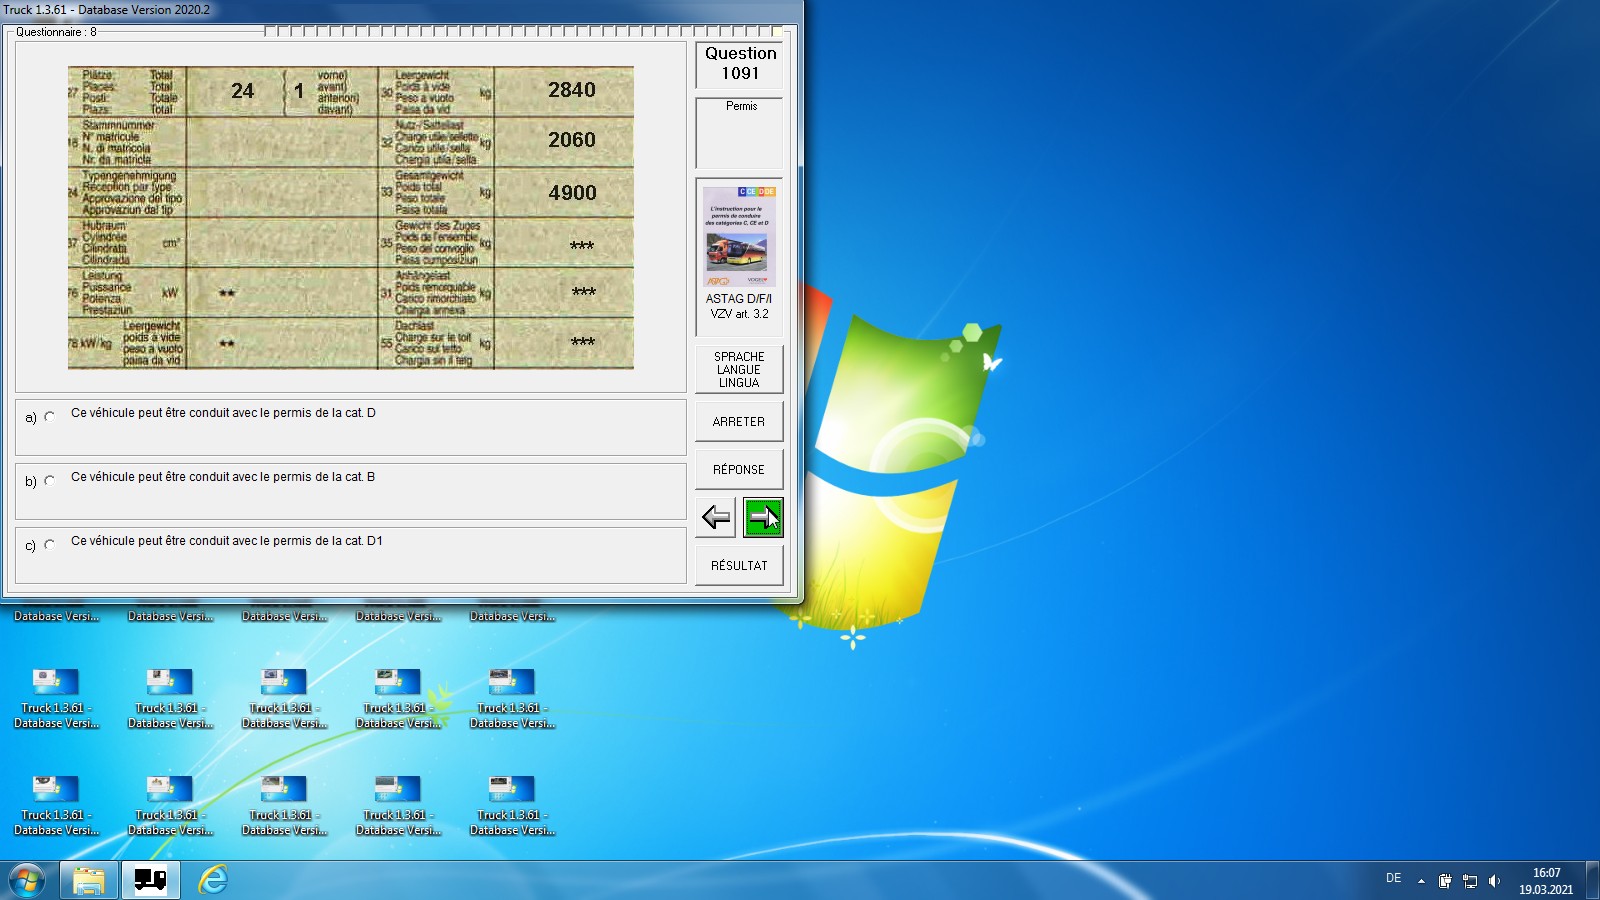 Truck 1.3.61 - Database Version 2020.2
Questionnaire : 8
27 Plätze: Total
Places: Total
Posti: Totale
Plazs: Total
24
1
vorne)
avant)
anteriori)
davant)
30 Leergewicht
Poids à vide
Peso a vuoto
Paisa da vid
kg
2840
18 Stammnummer
N° matricule
N. di matricola
Nr. da matricla
32 Nutz-/Sattellast
Charge utile/sellette
Carico utile/sella
Chargia utila/sella
kg
2060
24 Typengenehmigung
Réception par type
Approvazione del tipo
Approvaziun dal tip
33 Gesamtgewicht
Poids total
Peso totale
Paisa totala
kg
4900
37 Hubraum
Cylindrée
Cilindrata
Cilindrada
cm³
35 Gewicht des Zuges
Poids de l'ensemble
Peso del convoglio
Paisa cumposiziun
kg
***
76 Leistung
Puissance
Potenza
Prestaziun
kW
**
31 Anhängelast
Poids remorquable
Carico rimorchiato
Chargia annexa
kg
***
78 kW/kg
Leergewicht
poids à vide
peso a vuoto
paisa da vid
**
55 Dachlast
Charge sur le toit
Carico sul tetto
Chargia sin il tetg
kg
***
a) Ce véhicule peut être conduit avec le permis de la cat. D
b) Ce véhicule peut être conduit avec le permis de la cat. B
c) Ce véhicule peut être conduit avec le permis de la cat. D1
Question
1091
Permis
C CE D DE
L'instruction pour le
permis de conduire
des catégories C, CE et D
ASTAG D/F/I
VZV art. 3.2
SPRACHE
LANGUE
LINGUA
ARRETER
RÉPONSE
RÉSULTAT
Database Versi...
Database Versi...
Database Versi...
Database Versi...
Database Versi...
Truck 1.3.61 -
Database Versi...
Truck 1.3.61 -
Database Versi...
Truck 1.3.61 -
Database Versi...
Truck 1.3.61 -
Database Versi...
Truck 1.3.61 -
Database Versi...
Truck 1.3.61 -
Database Versi...
Truck 1.3.61 -
Database Versi...
Truck 1.3.61 -
Database Versi...
Truck 1.3.61 -
Database Versi...
Truck 1.3.61 -
Database Versi...
DE
16:07
19.03.2021